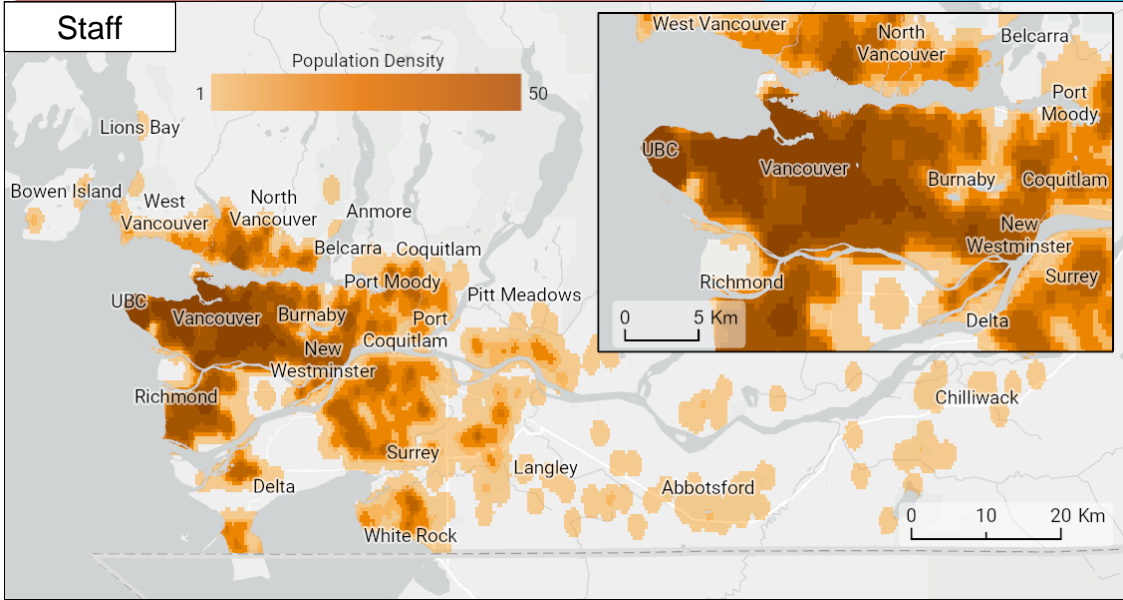 Staff
Population Density
1
50
Lions Bay
Bowen Island
West
Vancouver
North
Vancouver
Anmore
Belcarra
Coquitlam
Port Moody
Pitt Meadows
UBC
Vancouver
Burnaby
Port
Coquitlam
New
Westminster
Richmond
Surrey
Delta
Langley
White Rock
Abbotsford
Chilliwack
0 10 20 Km
West Vancouver
North
Vancouver
Belcarra
Port
Moody
UBC
Vancouver
Burnaby
Coquitlam
New
Westminster
Richmond
Surrey
Delta
0 5 Km